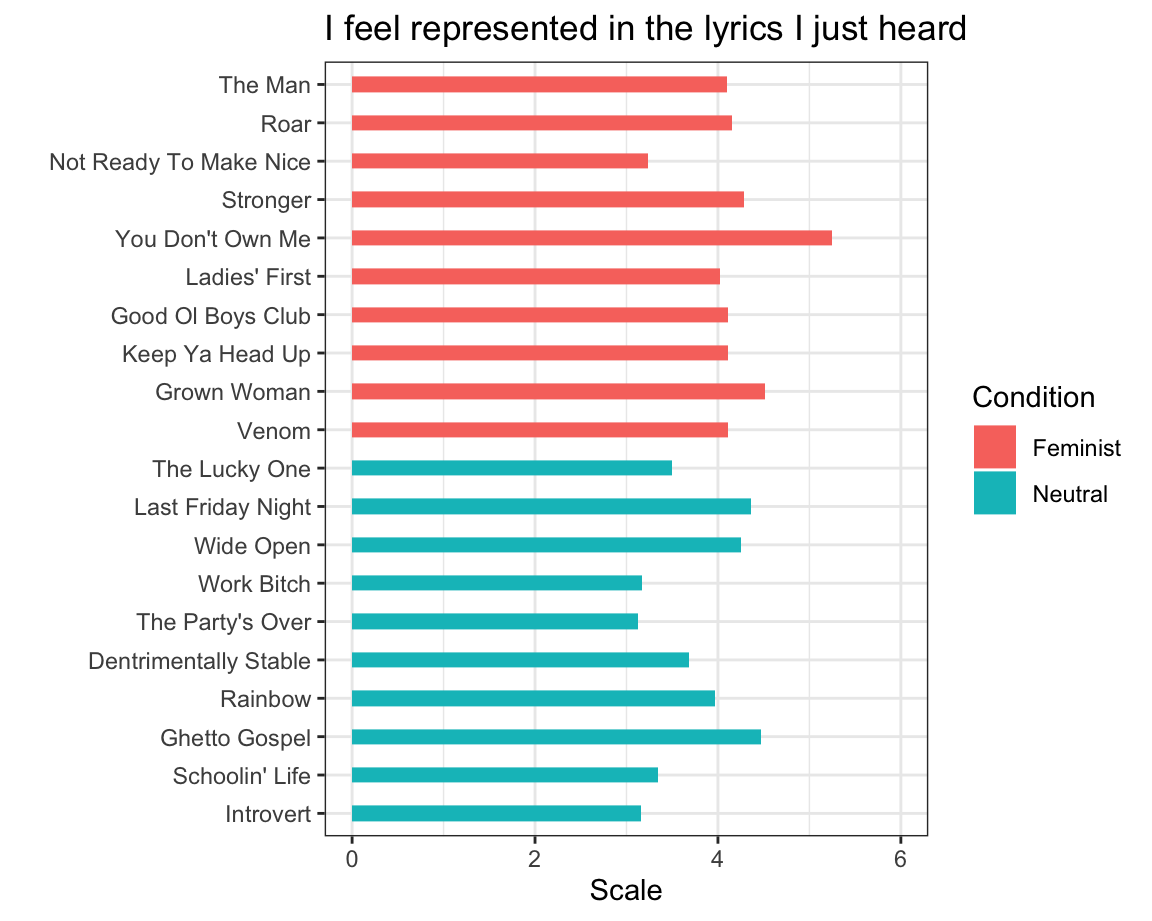 I feel represented in the lyrics I just heard
The Man
Roar
Not Ready To Make Nice
Stronger
You Don't Own Me
Ladies' First
Good Ol Boys Club
Keep Ya Head Up
Grown Woman
Venom
The Lucky One
Last Friday Night
Wide Open
Work Bitch
The Party's Over
Dentrimentally Stable
Rainbow
Ghetto Gospel
Schoolin' Life
Introvert
0 2 4 6
Scale
Condition
Feminist
Neutral